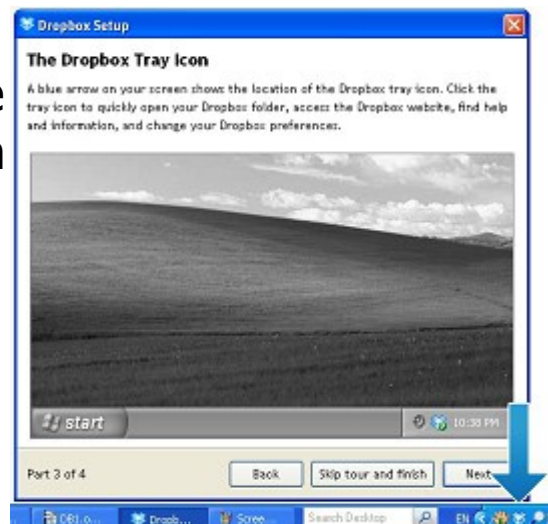 Dropbox Setup
The Dropbox Tray Icon
A blue arrow on your screen shows the location of the Dropbox tray icon. Click the
tray icon to quickly open your Dropbox folder, access the Dropbox website, find help
and information, and change your Dropbox preferences.
start
10:38 PM
Part 3 of 4
Back
Skip tour and finish
Next
DB1.o...
Dropb...
Scree...
Search Desktop
EN